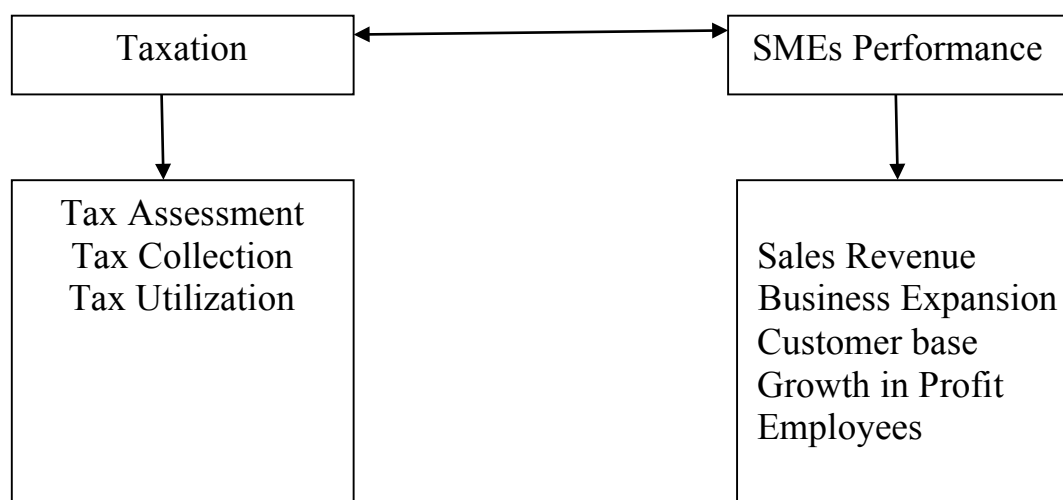 Taxation
SMEs Performance
Tax Assessment
Tax Collection
Tax Utilization
Sales Revenue
Business Expansion
Customer base
Growth in Profit
Employees